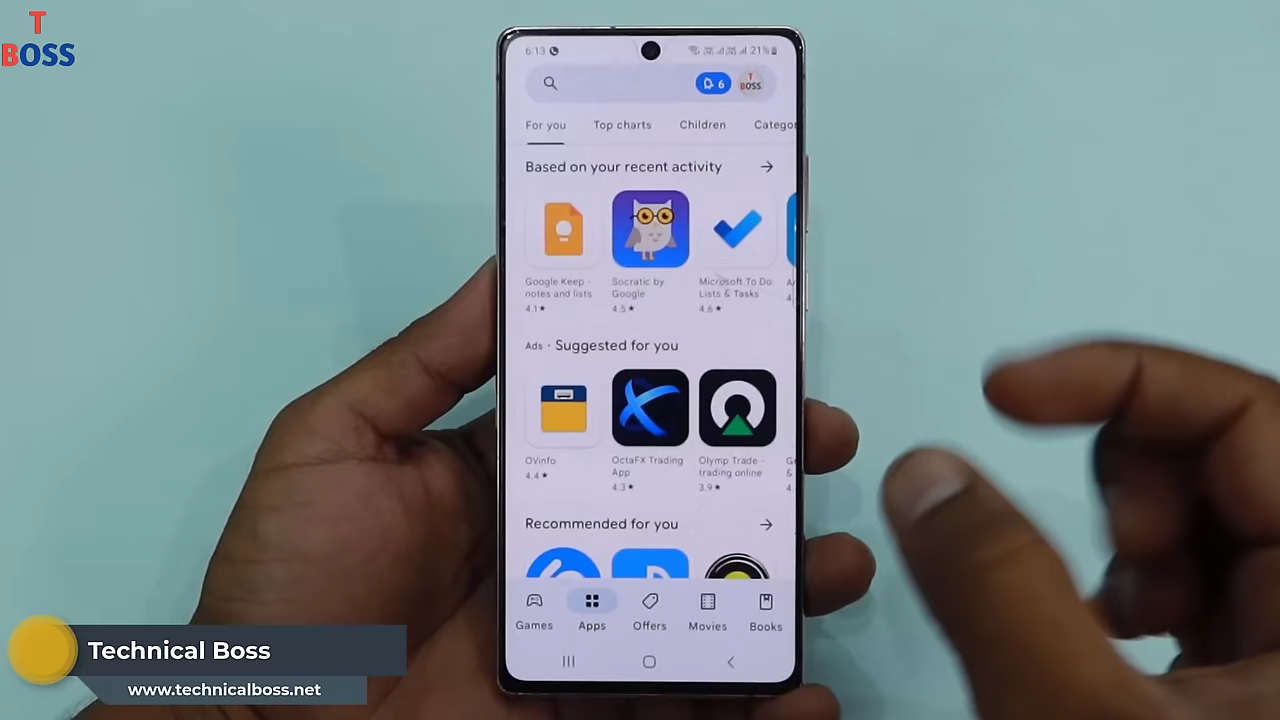 T
BOSS
6:13
21%
6
T
BOSS
For you
Top charts
Children
Categor
Based on your recent activity
Google Keep -
notes and lists
4.1★
Socratic by
Google
4.5★
Microsoft To Do:
Lists & Tasks
4.6★
4.
Ads · Suggested for you
OVinfo
4.4★
OctaFX Trading
App
4.3★
Olymp Trade -
trading online
3.9★
&
4.
Recommended for you
Games
Apps
Offers
Movies
Books
Technical Boss
www.technicalboss.net